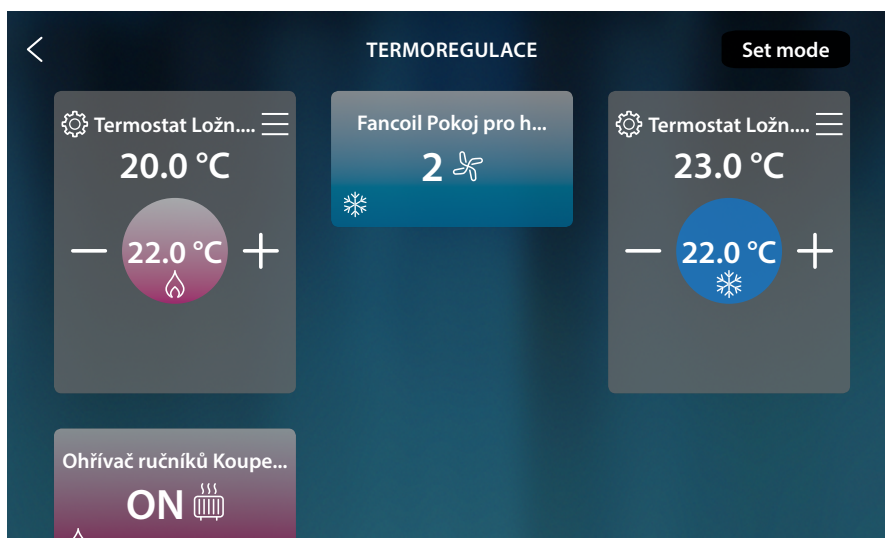 TERMOREGULACE
Set mode
Termostat Ložn....
20.0 °C
22.0 °C
Fancoil Pokoj pro h...
2
Termostat Ložn....
23.0 °C
22.0 °C
Ohřívač ručníků Koupe...
ON